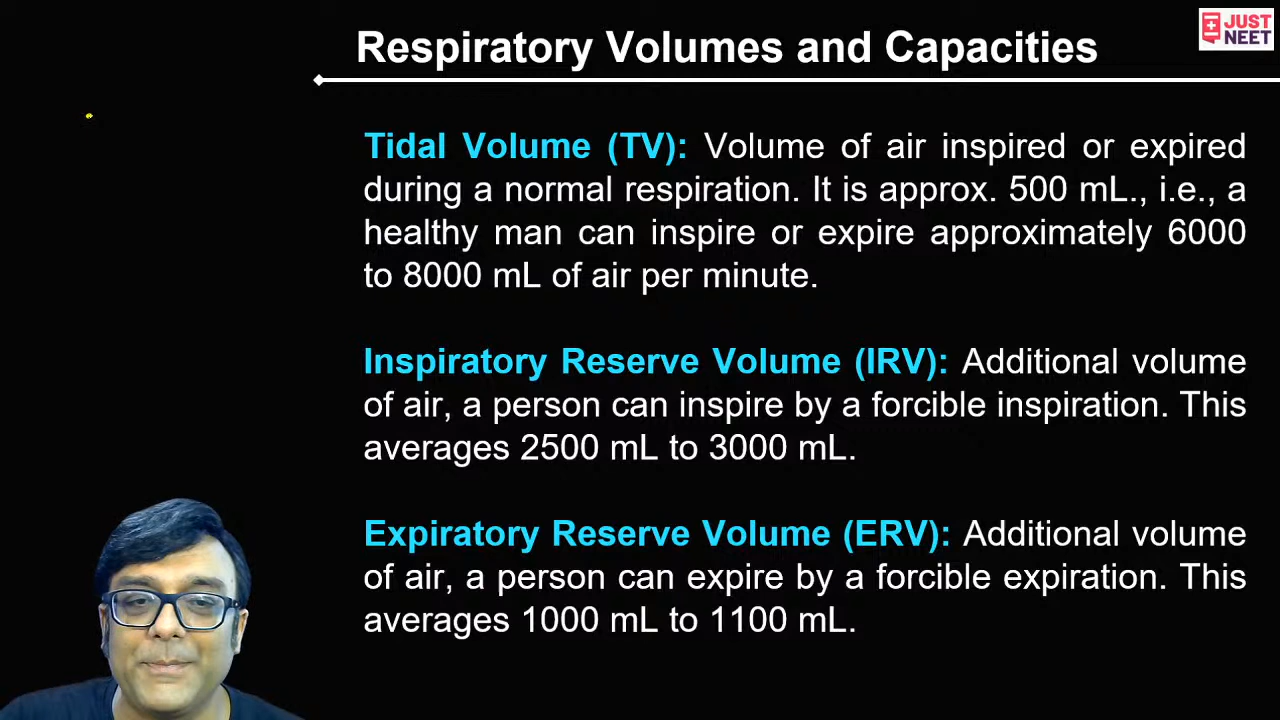 Respiratory Volumes and Capacities
JUST
NEET
Tidal Volume (TV): Volume of air inspired or expired
during a normal respiration. It is approx. 500 mL., i.e., a
healthy man can inspire or expire approximately 6000
to 8000 mL of air per minute.
Inspiratory Reserve Volume (IRV): Additional volume
of air, a person can inspire by a forcible inspiration. This
averages 2500 mL to 3000 mL.
Expiratory Reserve Volume (ERV): Additional volume
of air, a person can expire by a forcible expiration. This
averages 1000 mL to 1100 mL.